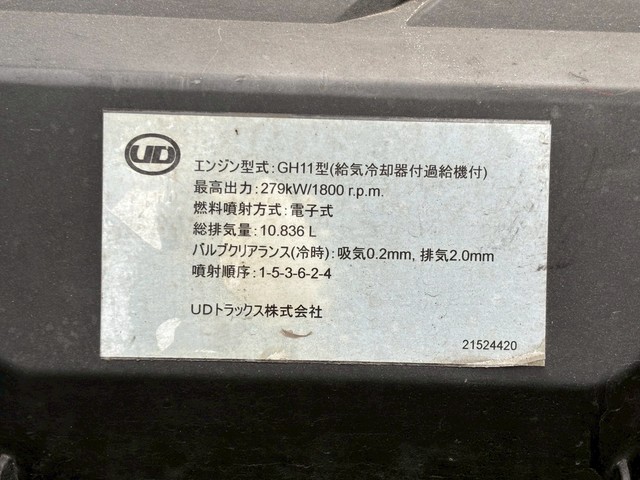 UD
エンジン型式:GH11型(給気冷却器付過給機付)
最高出力:279kW/1800 r.p.m.
燃料噴射方式:電子式
総排気量:10.836 L
バルブクリアランス(冷時):吸気0.2mm, 排気2.0mm
噴射順序:1-5-3-6-2-4
UDトラックス株式会社
21524420